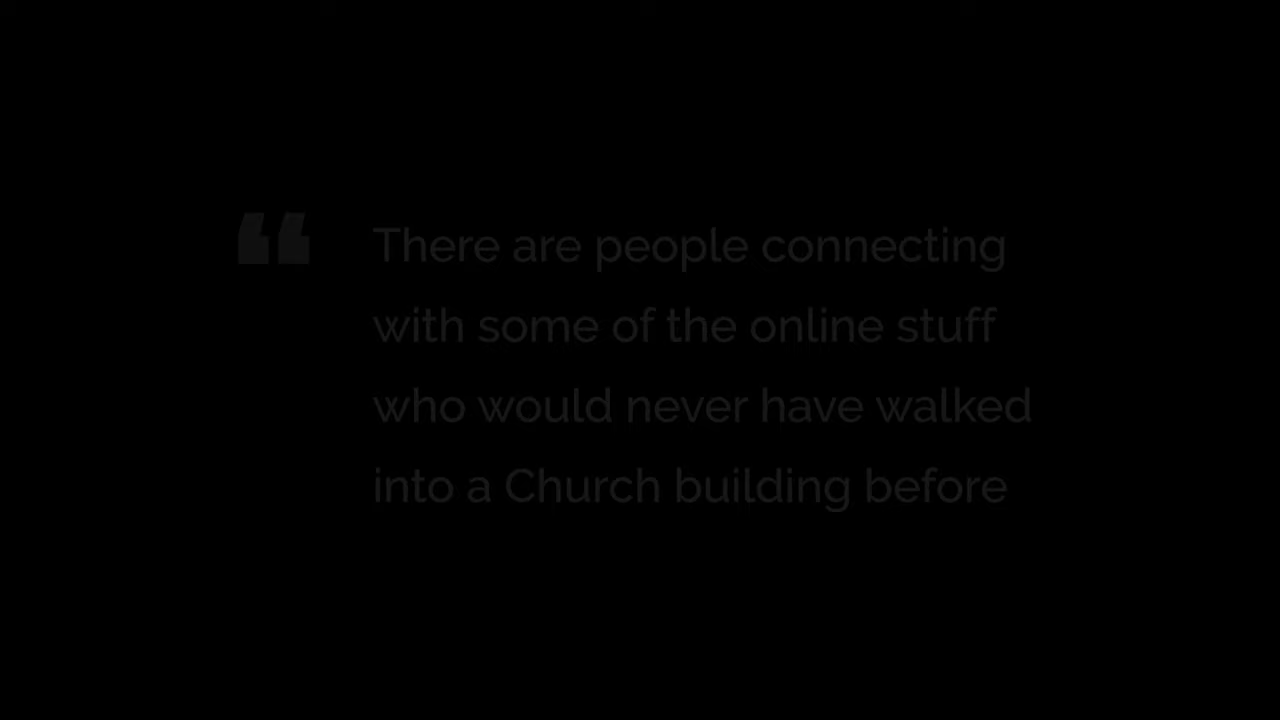 “ There are people connecting
with some of the online stuff
who would never have walked
into a Church building before